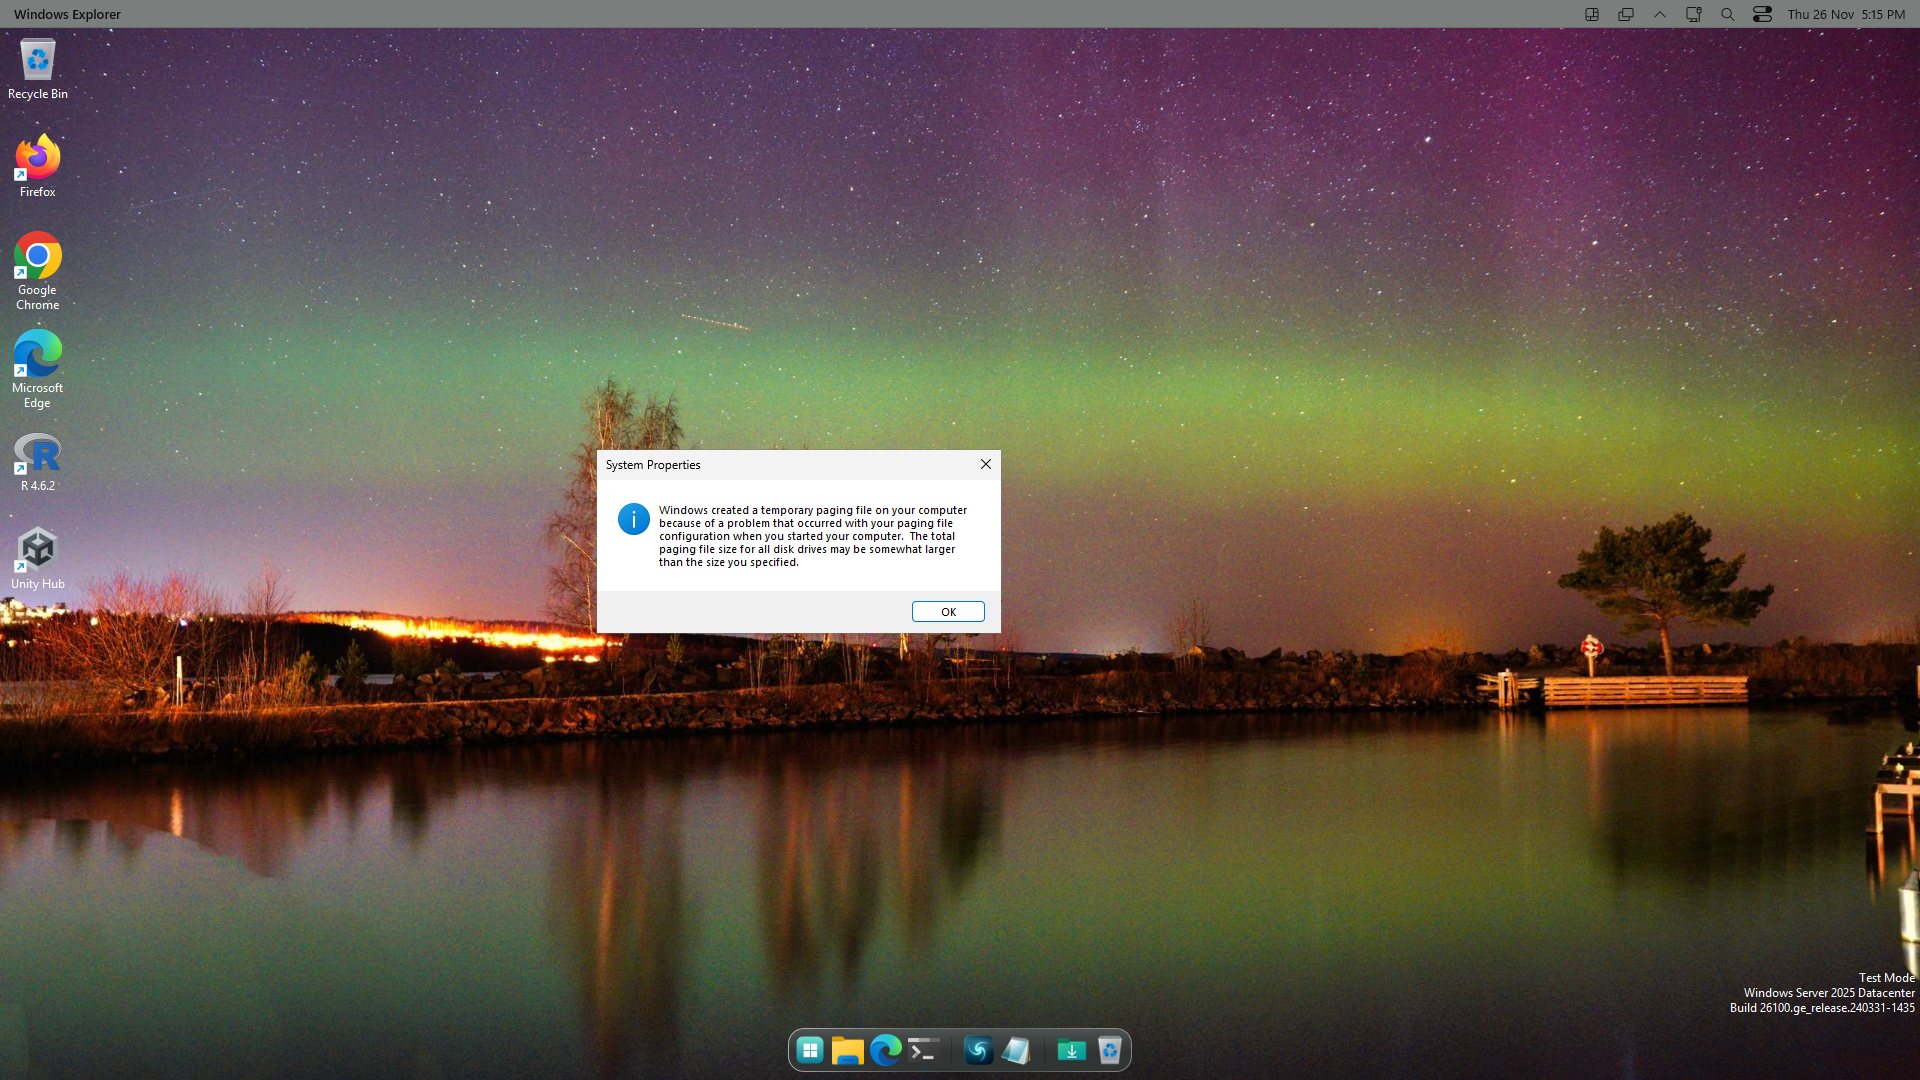 Windows Explorer
Thu 26 Nov 5:15 PM
Recycle Bin
Firefox
Google
Chrome
Microsoft
Edge
R 4.6.2
Unity Hub
System Properties
Windows created a temporary paging file on your computer
because of a problem that occurred with your paging file
configuration when you started your computer.  The total
paging file size for all disk drives may be somewhat larger
than the size you specified.
OK
Test Mode
Windows Server 2025 Datacenter
Build 26100.ge_release.240331-1435